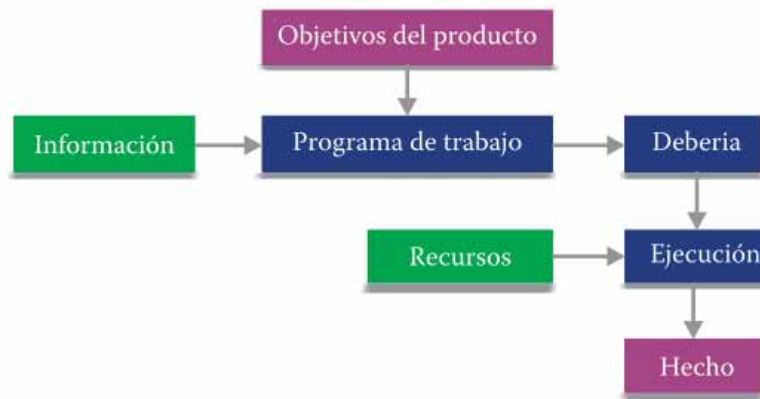 Objetivos del producto
Información
Programa de trabajo
Deberia
Recursos
Ejecución
Hecho